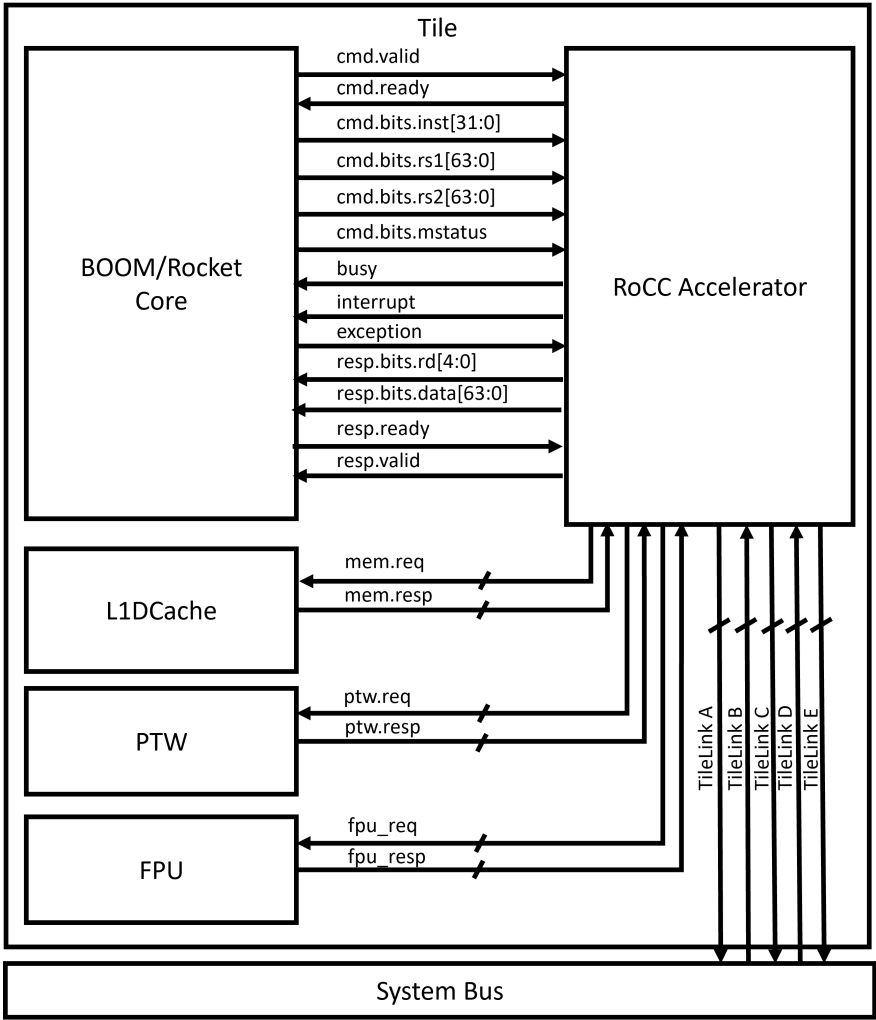 Tile
cmd.valid
cmd.ready
cmd.bits.inst[31:0]
cmd.bits.rs1[63:0]
cmd.bits.rs2[63:0]
cmd.bits.mstatus
busy
interrupt
exception
resp.bits.rd[4:0]
resp.bits.data[63:0]
resp.ready
resp.valid
BOOM/Rocket
Core
RoCC Accelerator
mem.req
mem.resp
L1DCache
ptw.req
ptw.resp
PTW
fpu_req
fpu_resp
FPU
TileLink A
TileLink B
TileLink C
TileLink D
TileLink E
System Bus